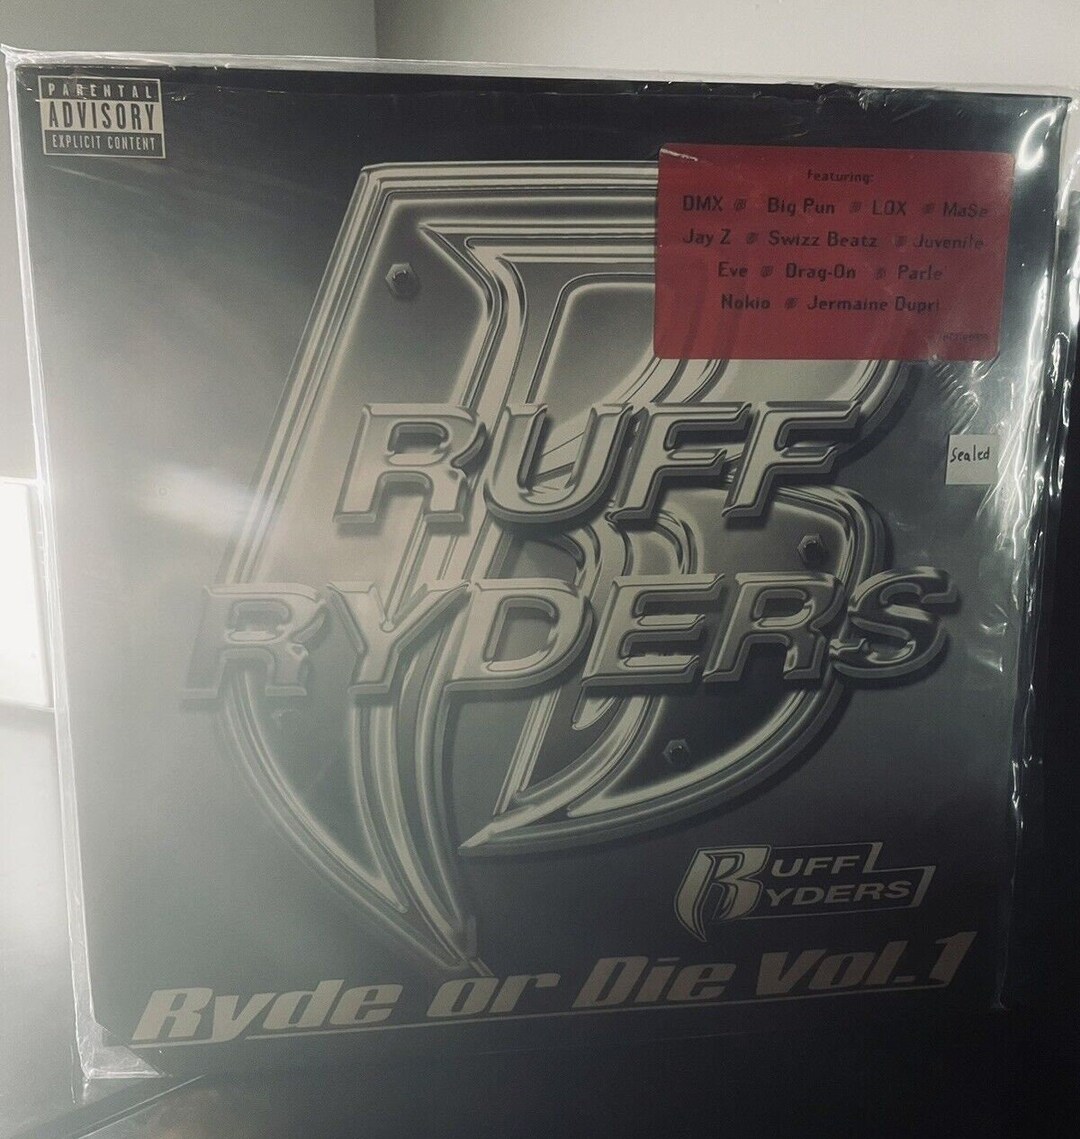 PARENTAL
ADVISORY
EXPLICIT CONTENT
Featuring:
DMX Big Pun LOX MaSe
Jay Z Swizz Beatz Juvenile
Eve Drag-On Parle
Nokio Jermaine Dupri
Sealed
RUFF
RYDERS
RUFF
RYDERS
Ryde or Die Vol.1